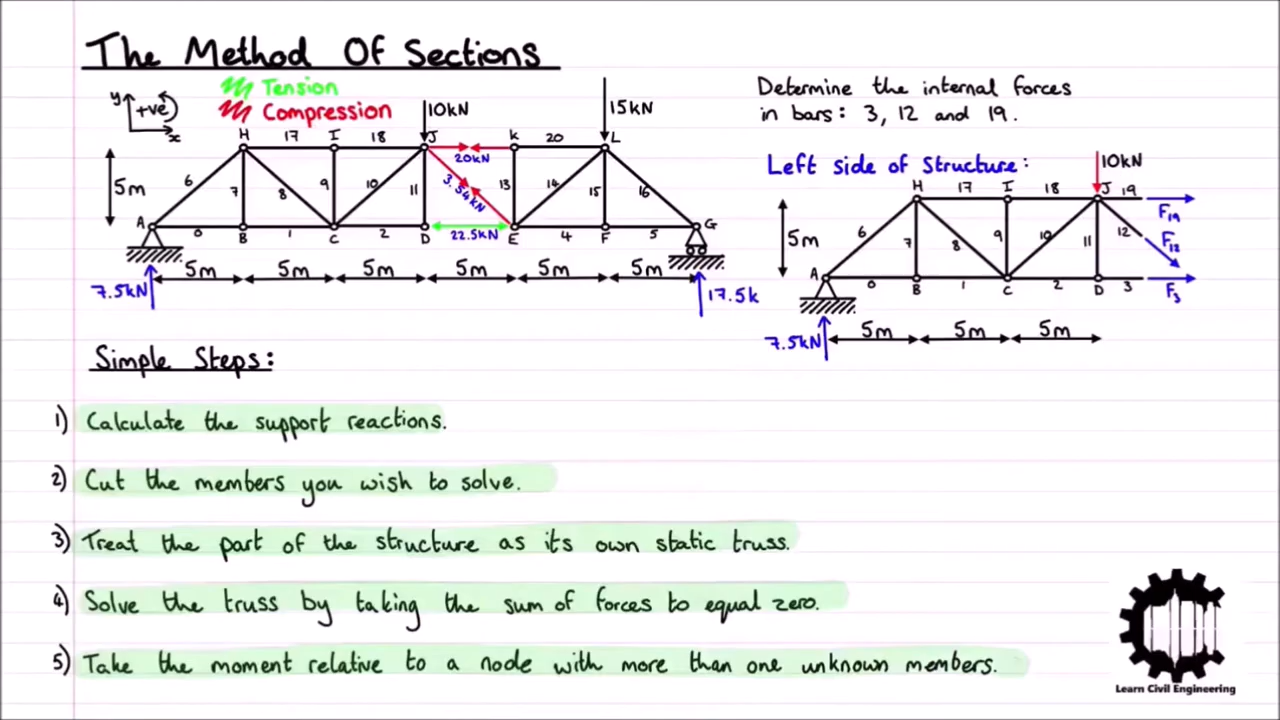 The Method Of Sections
Tension
Compression
y
+ve
x
10kN
15kN
H 17 I 18 J K 20 L
20kN
5m
6 7 8 9 10 11 3.54kN 13 14 15 16
A 0 B 1 C 2 D 22.5kN E 4 F 5 G
5m 5m 5m 5m 5m 5m
7.5kN
17.5k
Determine the internal forces
in bars: 3, 12 and 19.
Left side of Structure:
10kN
H 17 I 18 J 19
F19
5m
6 7 8 9 10 11 12 F12
A 0 B 1 C 2 D 3 F3
5m 5m 5m
7.5kN
Simple Steps:
1) Calculate the support reactions.
2) Cut the members you wish to solve.
3) Treat the part of the structure as its own static truss.
4) Solve the truss by taking the sum of forces to equal zero.
5) Take the moment relative to a node with more than one unknown members.
Learn Civil Engineering